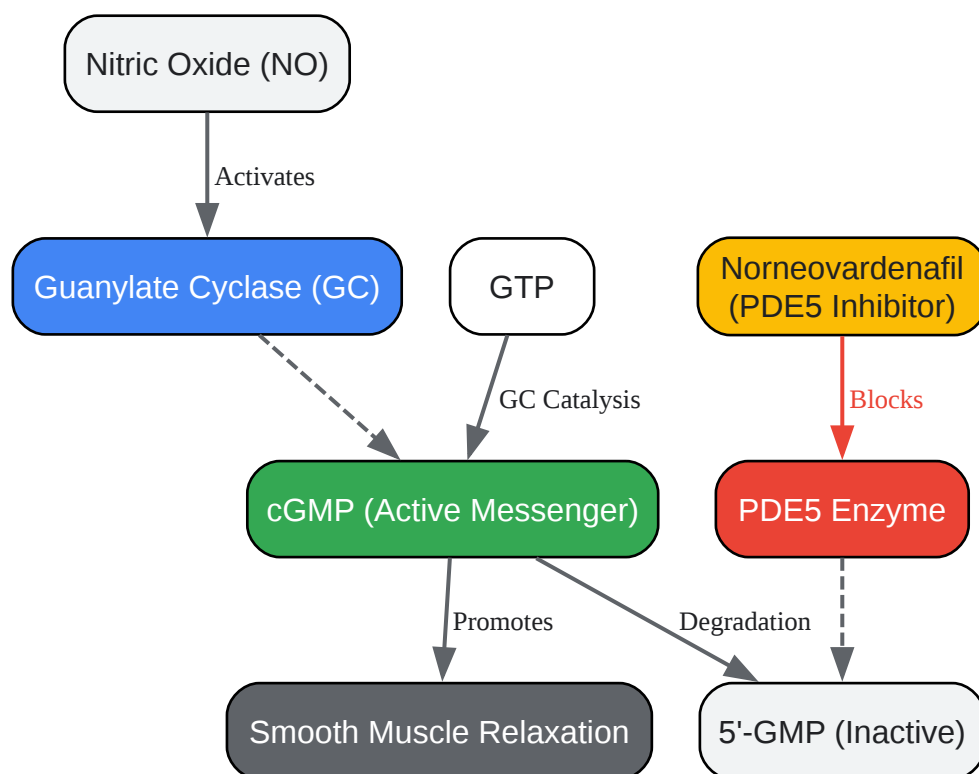 Nitric Oxide (NO)
Activates
Guanylate Cyclase (GC)
GTP
Norneovardenafil
(PDE5 Inhibitor)
GC Catalysis
Blocks
cGMP (Active Messenger)
PDE5 Enzyme
Promotes
Degradation
Smooth Muscle Relaxation
5'-GMP (Inactive)